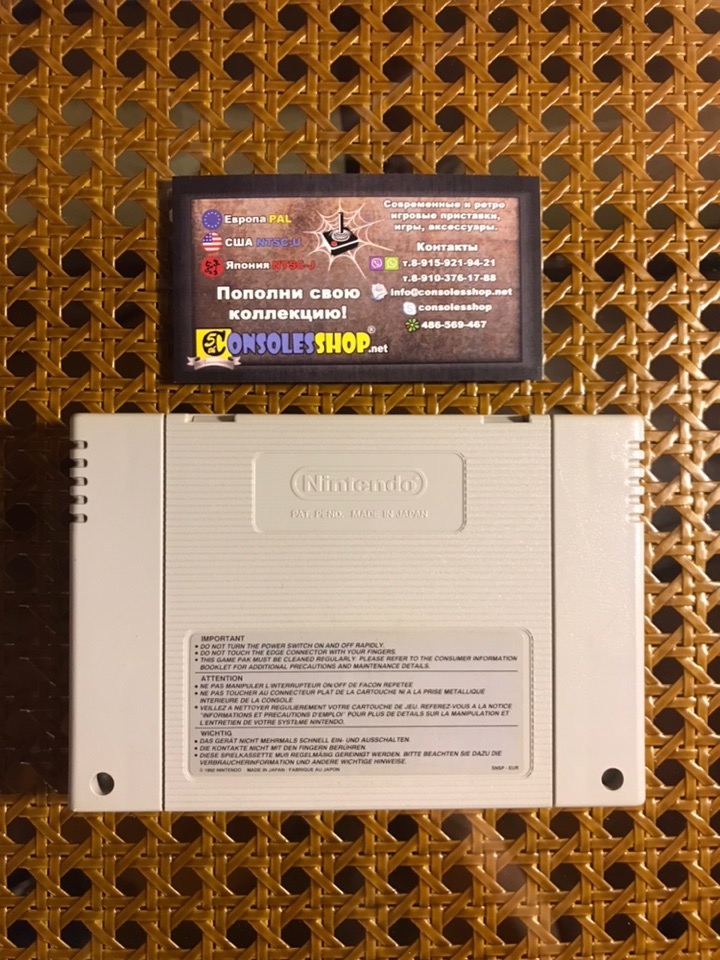 Европа PAL
США NTSC-U
Япония NTSC-J
Пополни свою
коллекцию!
CONSOLESSHOP®.net
Современные и ретро
игровые приставки,
игры, аксессуары.
Контакты
т.8-915-921-94-21
т.8-910-376-17-88
info@consolesshop.net
consolesshop
486-569-467
Nintendo
PAT. PEND. MADE IN JAPAN
IMPORTANT
• DO NOT TURN THE POWER SWITCH ON AND OFF RAPIDLY.
• DO NOT TOUCH THE EDGE CONNECTOR WITH YOUR FINGERS.
• THIS GAME PAK MUST BE CLEANED REGULARLY. PLEASE REFER TO THE CONSUMER INFORMATION
BOOKLET FOR ADDITIONAL PRECAUTIONS AND MAINTENANCE DETAILS.
ATTENTION
• NE PAS MANIPULER L'INTERRUPTEUR ON/OFF DE FACON REPETEE
• NE PAS TOUCHER AU CONNECTEUR PLAT DE LA CARTOUCHE NI A LA PRISE METALLIQUE
INTERIEURE DE LA CONSOLE
• VEILLEZ A NETTOYER REGULIEREMENT VOTRE CARTOUCHE DE JEU. REFEREZ-VOUS A LA NOTICE
"INFORMATIONS ET PRECAUTIONS D'EMPLOI" POUR PLUS DE DETAILS SUR LA MANIPULATION ET
L'ENTRETIEN DE VOTRE SYSTEME NINTENDO.
WICHTIG
• DAS GERÄT NICHT MEHRMALS SCHNELL EIN- UND AUSSCHALTEN.
• DIE KONTAKTE NICHT MIT DEN FINGERN BERÜHREN.
• DIESE SPIELKASSETTE MUß REGELMÄSIG GEREINIGT WERDEN. BITTE BEACHTEN SIE DAZU DIE
VERBRAUCHERINFORMATION UND ANDERE WICHTIGE HINWEISE.
© 1992 NINTENDO MADE IN JAPAN · FABRIQUE AU JAPON SNSP - EUR